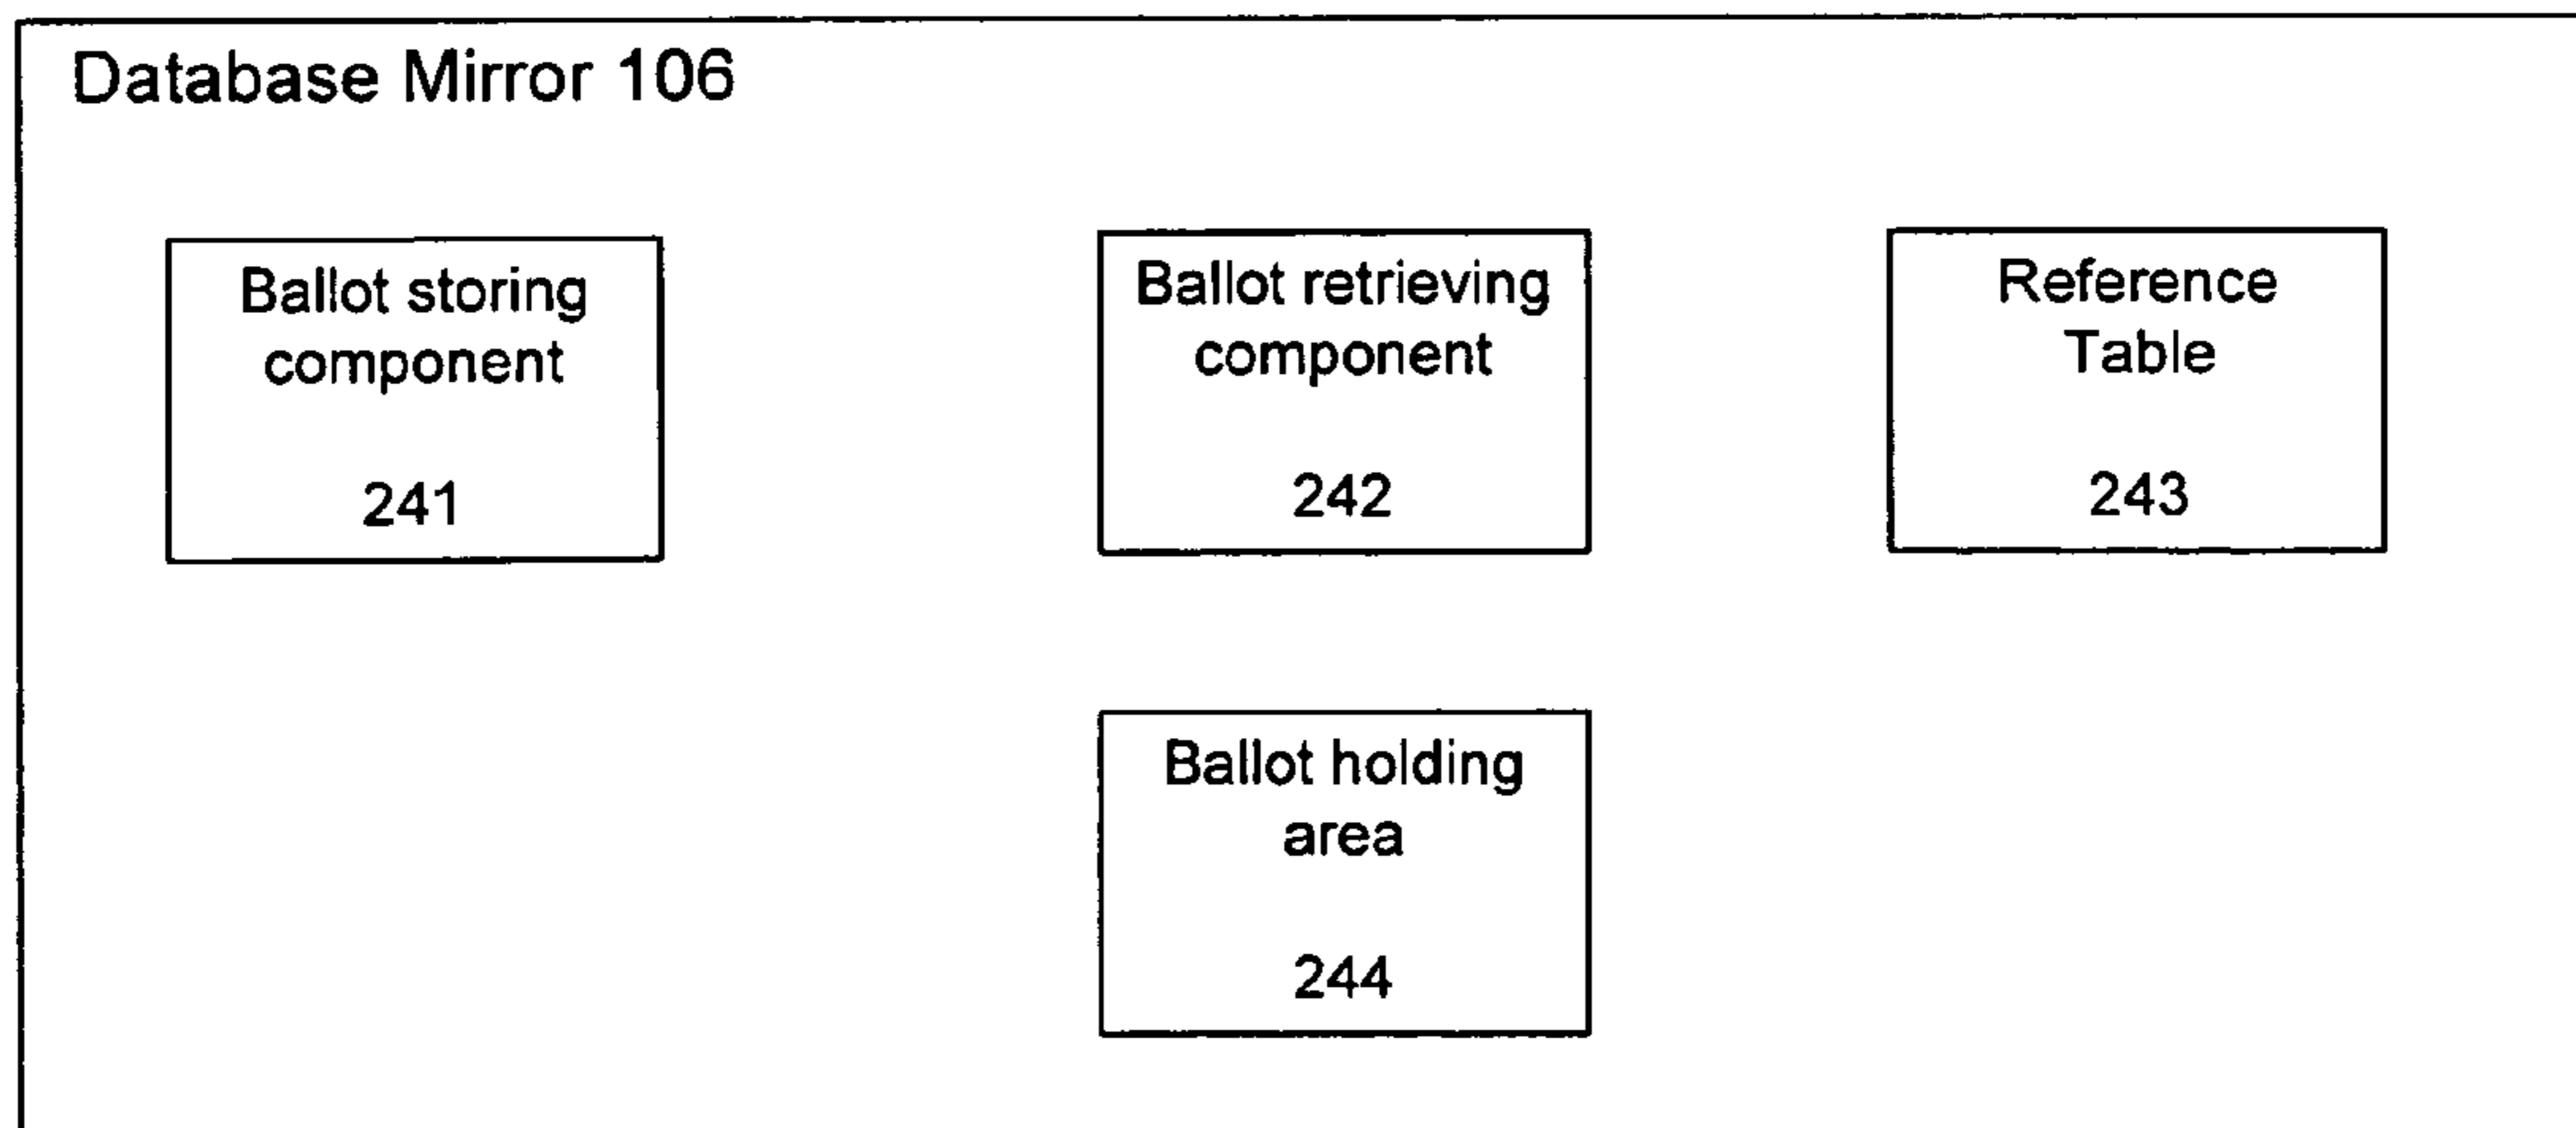 Database Mirror 106
Ballot storing
component
241
Ballot retrieving
component
242
Reference
Table
243
Ballot holding
area
244